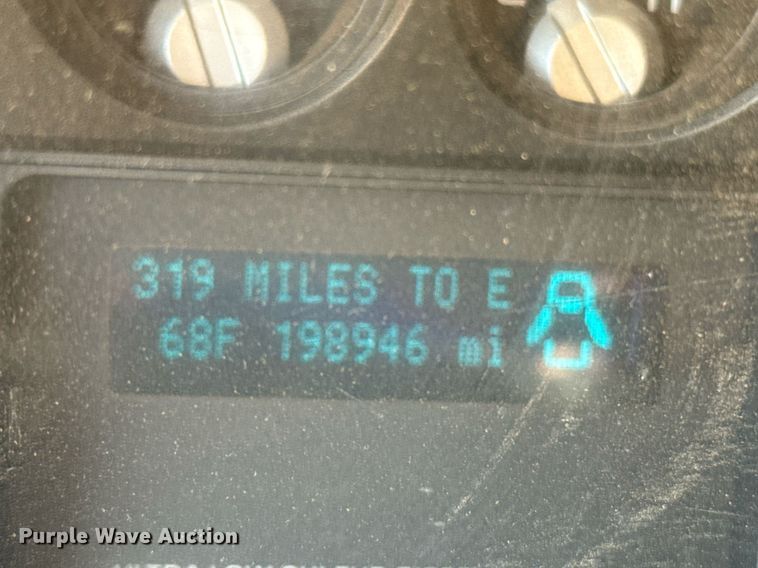 319 MILES TO E
68F 198946 mi
Purple Wave Auction